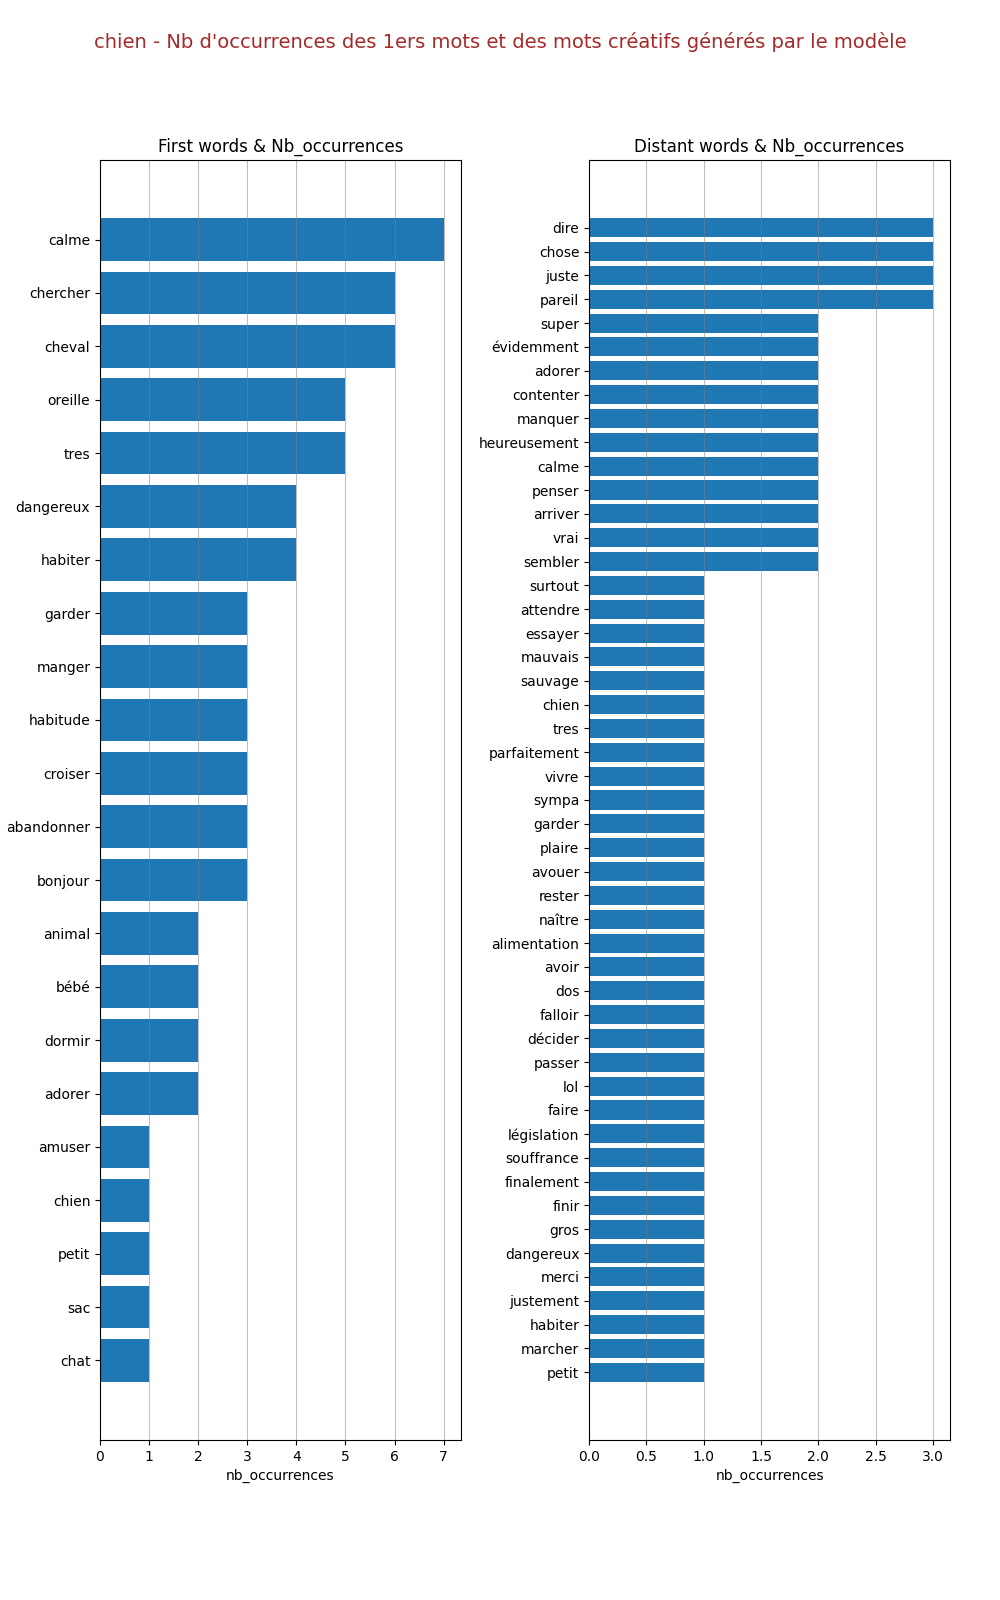 chien - Nb d'occurrences des 1ers mots et des mots créatifs générés par le modèle
First words & Nb_occurrences
calme
chercher
cheval
oreille
tres
dangereux
habiter
garder
manger
habitude
croiser
abandonner
bonjour
animal
bébé
dormir
adorer
amuser
chien
petit
sac
chat
0 1 2 3 4 5 6 7
nb_occurrences
Distant words & Nb_occurrences
dire
chose
juste
pareil
super
évidemment
adorer
contenter
manquer
heureusement
calme
penser
arriver
vrai
sembler
surtout
attendre
essayer
mauvais
sauvage
chien
tres
parfaitement
vivre
sympa
garder
plaire
avouer
rester
naître
alimentation
avoir
dos
falloir
décider
passer
lol
faire
législation
souffrance
finalement
finir
gros
dangereux
merci
justement
habiter
marcher
petit
0.0 0.5 1.0 1.5 2.0 2.5 3.0
nb_occurrences